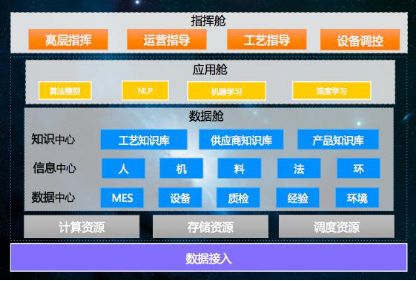 指挥舱
高层指挥 运营指导 工艺指导 设备调控
应用舱
算法模型 NLP 机器学习 深度学习
数据舱
知识中心 工艺知识库 供应商知识库 产品知识库
信息中心 人 机 料 法 环
数据中心 MES 设备 质检 经验 环境
计算资源 存储资源 调度资源
数据接入